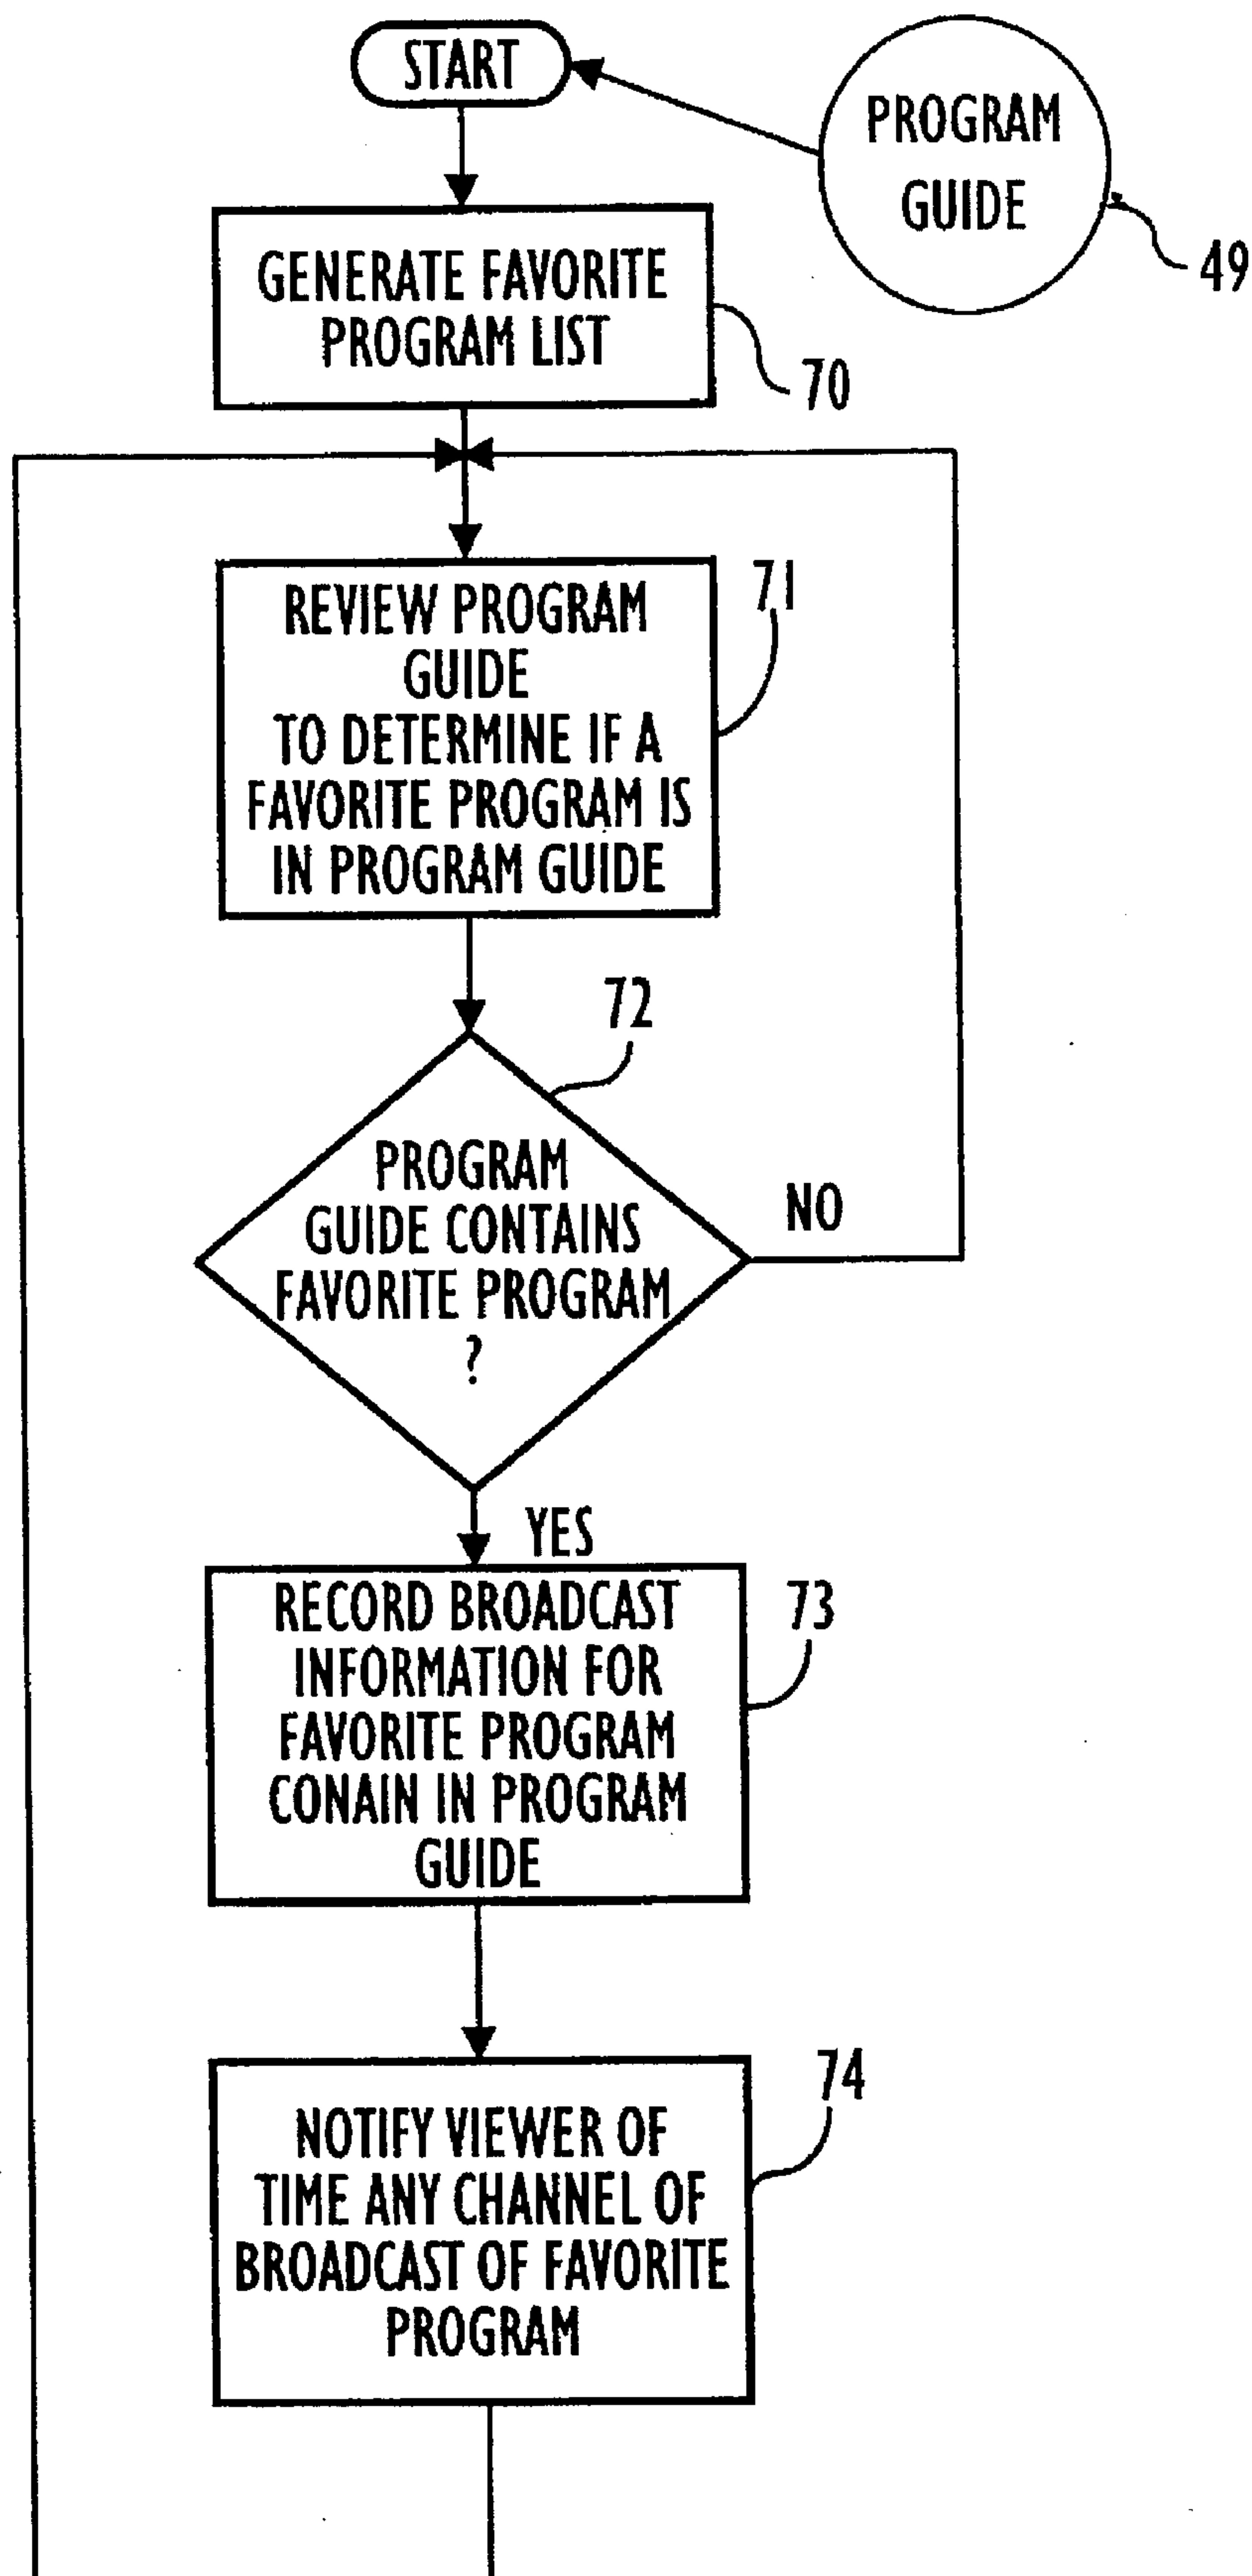 START
PROGRAM
GUIDE
49
GENERATE FAVORITE
PROGRAM LIST
70
REVIEW PROGRAM
GUIDE
TO DETERMINE IF A
FAVORITE PROGRAM IS
IN PROGRAM GUIDE
71
72
PROGRAM
GUIDE CONTAINS
FAVORITE PROGRAM
?
NO
YES
RECORD BROADCAST
INFORMATION FOR
FAVORITE PROGRAM
CONAIN IN PROGRAM
GUIDE
73
NOTIFY VIEWER OF
TIME ANY CHANNEL OF
BROADCAST OF FAVORITE
PROGRAM
74